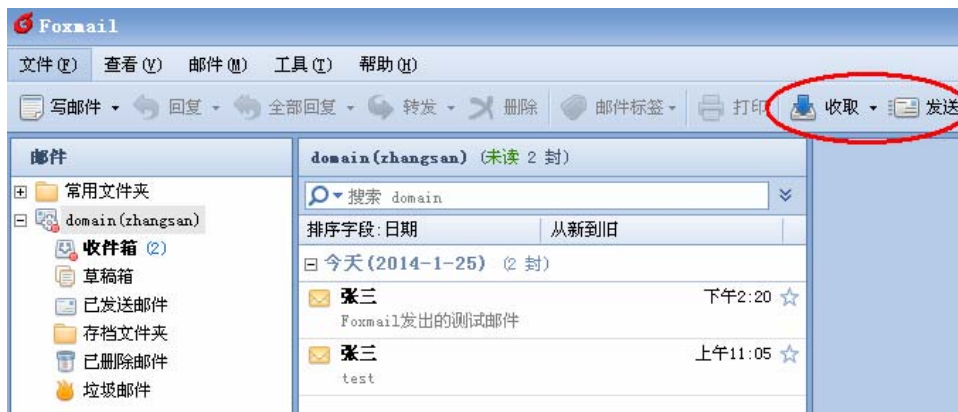 Foxmail
文件(F) 查看(V) 邮件(M) 工具(T) 帮助(H)
写邮件 回复 全部回复 转发 删除 邮件标签 打印 收取 发送
邮件
domain(zhangsan) (未读 2 封)
常用文件夹
搜索 domain
domain(zhangsan)
排序字段:日期 从新到旧
收件箱 (2)
今天(2014-1-25) (2 封)
草稿箱
张三 下午2:20
已发送邮件
Foxmail发出的测试邮件
存档文件夹
张三 上午11:05
已删除邮件
test
垃圾邮件